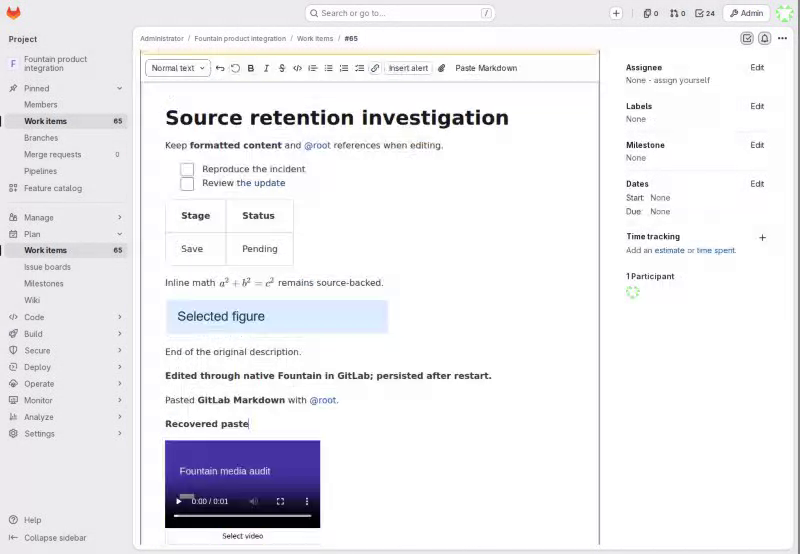 Search or go to... /
0 0 24 Admin
Project
F Fountain product integration
Pinned
Members
Work items 65
Branches
Merge requests 0
Pipelines
Feature catalog
Manage
Plan
Work items 65
Issue boards
Milestones
Wiki
Code
Build
Secure
Deploy
Operate
Monitor
Analyze
Settings
Help
Collapse sidebar
Administrator / Fountain product integration / Work items / #65
Normal text Insert alert Paste Markdown
Source retention investigation
Keep formatted content and @root references when editing.
Reproduce the incident
Review the update
Stage Status
Save Pending
Inline math a² + b² = c² remains source-backed.
Selected figure
End of the original description.
Edited through native Fountain in GitLab; persisted after restart.
Pasted GitLab Markdown with @root.
Recovered paste
Fountain media audit
0:00 / 0:01
Select video
Assignee Edit
None - assign yourself
Labels Edit
None
Milestone Edit
None
Dates Edit
Start: None
Due: None
Time tracking +
Add an estimate or time spent.
1 Participant